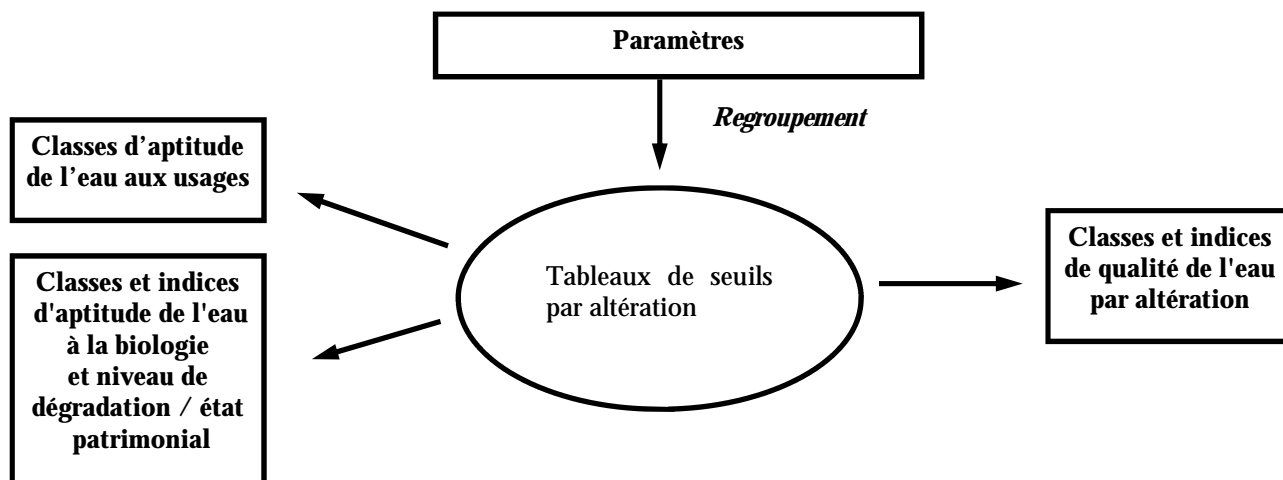 Paramètres
Regroupement
Classes d’aptitude
de l’eau aux usages
Classes et indices
d'aptitude de l'eau
à la biologie
et niveau de
dégradation / état
patrimonial
Tableaux de seuils
par altération
Classes et indices
de qualité de l'eau
par altération